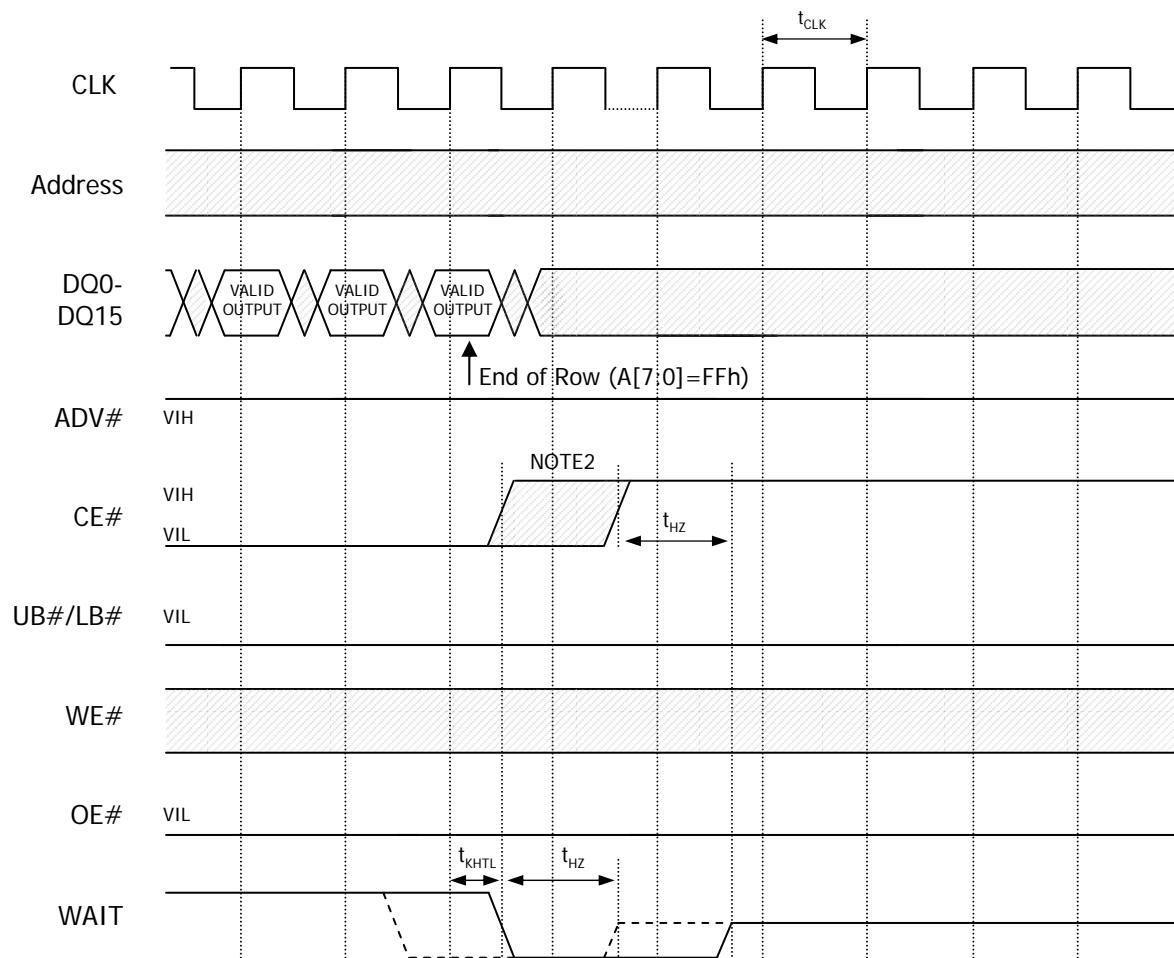 tCLK
CLK
Address
DQ0-
DQ15
VALID
OUTPUT
VALID
OUTPUT
VALID
OUTPUT
End of Row (A[7:0]=FFh)
ADV#
VIH
NOTE2
CE#
VIH
VIL
tHZ
UB#/LB#
VIL
WE#
OE#
VIL
tKHTL
tHZ
WAIT